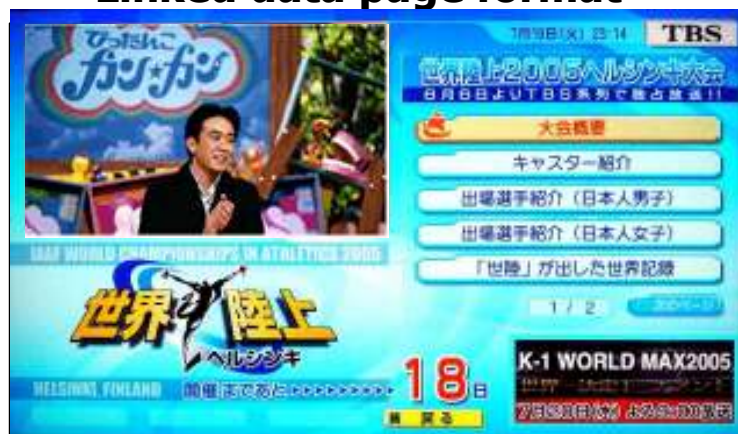 Linked data page format
7月19日(火) 23:14 TBS
ぴったんこ
カン★カン
世界陸上2005ヘルシンキ大会
8月6日よりTBS系列で独占放送!!
大会概要
キャスター紹介
出場選手紹介（日本人男子）
出場選手紹介（日本人女子）
「世陸」が出した世界記録
1 / 2
IAAF WORLD CHAMPIONSHIPS IN ATHLETICS 2005
世界陸上
ヘルシンキ
HELSINKI, FINLAND
開催まであと
18日
戻る
K-1 WORLD MAX2005
7月20日(水)